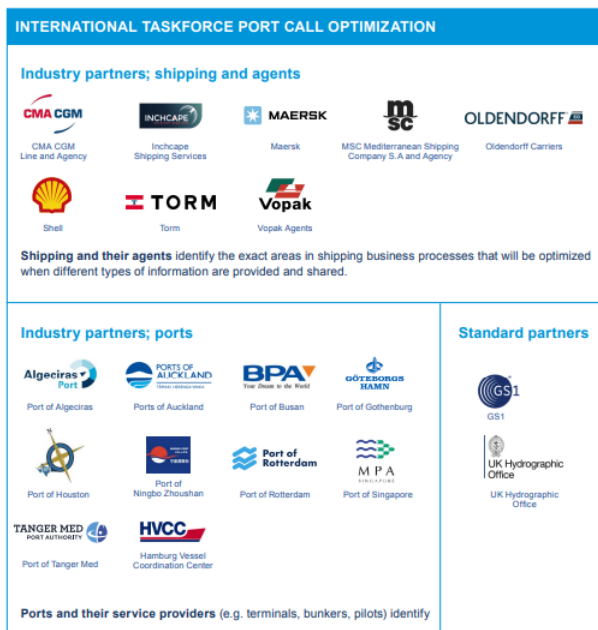 INTERNATIONAL TASKFORCE PORT CALL OPTIMIZATION
Industry partners; shipping and agents
CMA CGM
INCHCAPE
MAERSK
msc
OLDENDORFF
CMA CGM
Line and Agency
Inchcape
Shipping Services
Maersk
MSC Mediterranean Shipping
Company S.A and Agency
Oldendorff Carriers
TORM
Vopak
Shell
Torm
Vopak Agents
Shipping and their agents identify the exact areas in shipping business processes that will be optimized
when different types of information are provided and shared.
Industry partners; ports
Algeciras
Port
PORTS OF
AUCKLAND
BPA
Your Dream to the World
GÖTEBORGS
HAMN
Port of Algeciras
Ports of Auckland
Port of Busan
Port of Gothenburg
Port of
Rotterdam
MPA
SINGAPORE
Port of Houston
Port of
Ningbo Zhoushan
Port of Rotterdam
Port of Singapore
TANGER MED
PORT AUTHORITY
HVCC
Port of Tanger Med
Hamburg Vessel
Coordination Center
Ports and their service providers (e.g. terminals, bunkers, pilots) identify
Standard partners
GS1
GS1
UK Hydrographic
Office
UK Hydrographic
Office